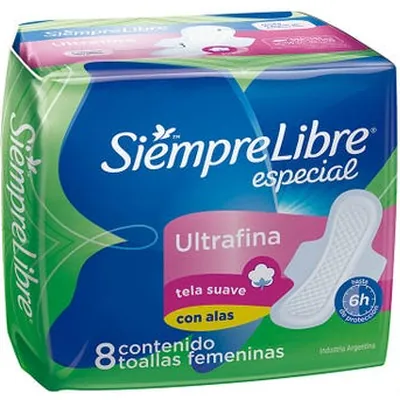 SiempreLibre®
especial
Ultrafina
tela suave
con alas
hasta
6h
de protección
8 contenido
toallas femeninas
Industria Argentina
SiempreLibre